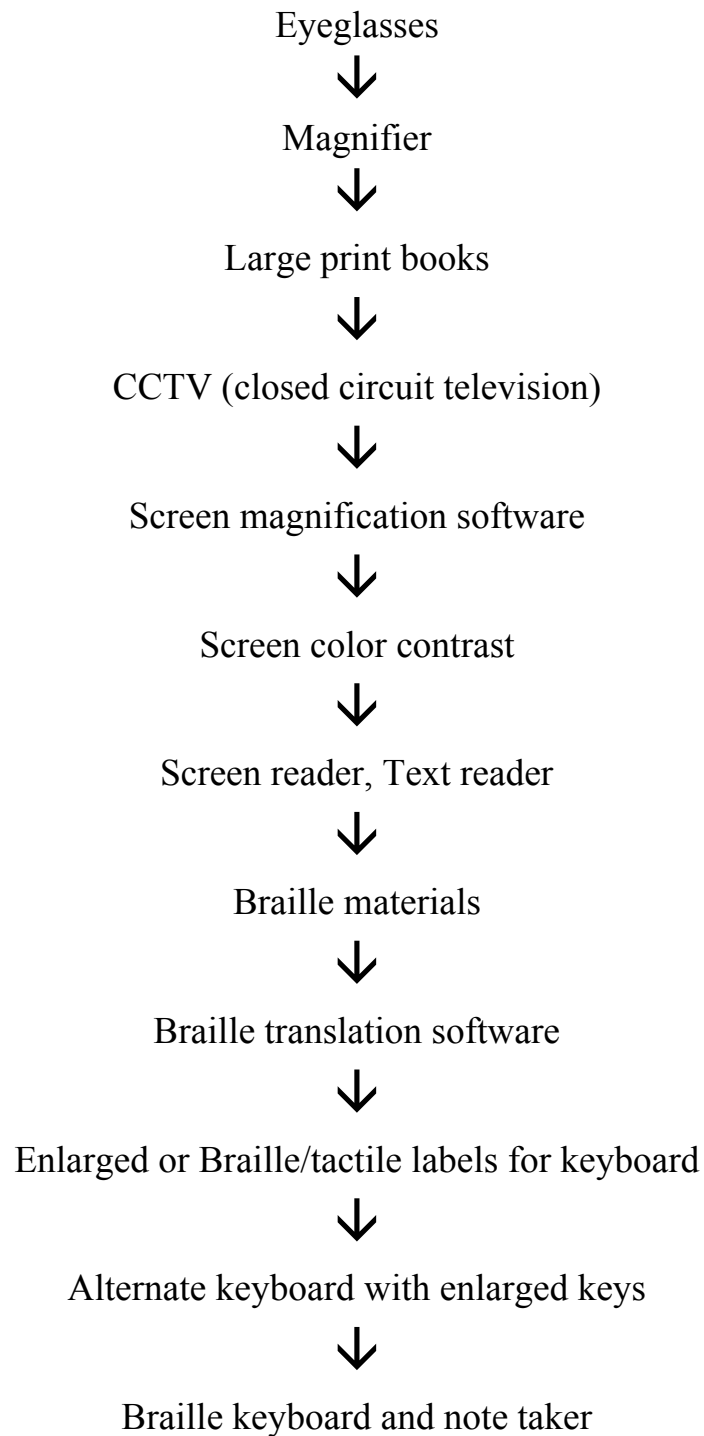 Eyeglasses
Magnifier
Large print books
CCTV (closed circuit television)
Screen magnification software
Screen color contrast
Screen reader, Text reader
Braille materials
Braille translation software
Enlarged or Braille/tactile labels for keyboard
Alternate keyboard with enlarged keys
Braille keyboard and note taker